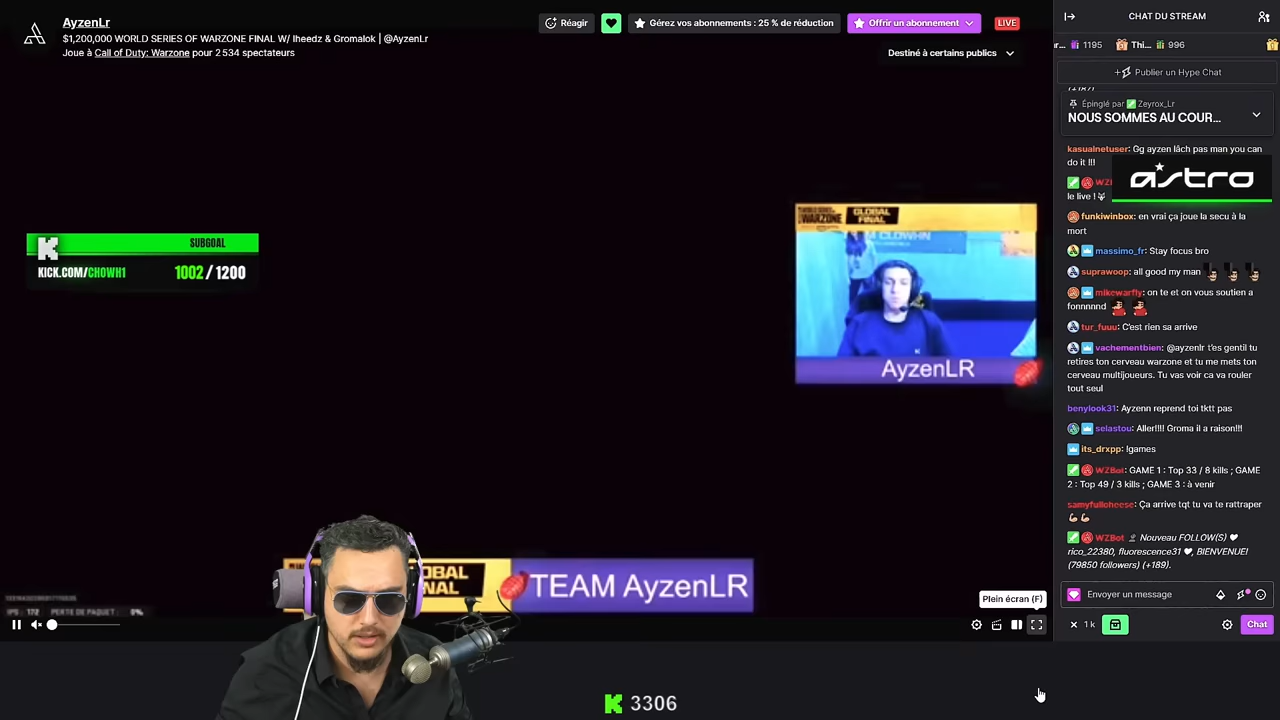 AyzenLr
$1,200,000 WORLD SERIES OF WARZONE FINAL W/ Iheedz & Gromalok | @AyzenLr
Joue à Call of Duty: Warzone pour 2 534 spectateurs
Réagir
Gérez vos abonnements : 25 % de réduction
Offrir un abonnement
LIVE
Destiné à certains publics
SUBGOAL
KICK.COM/CHOWH1
1002 / 1200
WARZONE
GLOBAL
FINAL
AyzenLR
TEAM AyzenLR
PERTE DE PAQUET :
Plein écran (F)
3306
CHAT DU STREAM
1195
Thi...
996
Publier un Hype Chat
Épinglé par Zeyrox_Lr
NOUS SOMMES AU COUR...
kasualnetuser: Gg ayzen lâch pas man you can
do it !!!
astro
le live !
funkiwinbox: en vrai ça joue la secu à la
mort
massimo_fr: Stay focus bro
suprawoop: all good my man
mikewarfly: on te et on vous soutien a
fonnnnnd
tur_fuuu: C'est rien sa arrive
vachementbien: @ayzenlr t'es gentil tu
retires ton cerveau warzone et tu me mets ton
cerveau multijoueurs. Tu vas voir ca va rouler
tout seul
benylook31: Ayzenn reprend toi tktt pas
selastou: Aller!!!! Groma il a raison!!!
its_drxpp: !games
WZBot: GAME 1 : Top 33 / 8 kills ; GAME
2 : Top 49 / 3 kills ; GAME 3 : à venir
samyfullcheese: Ça arrive tqt tu va te rattraper
WZBot: Nouveau FOLLOW(S)
rico_22380, fluorescence31, BIENVENUE!
(79850 followers) (+189).
Envoyer un message
1 k
Chat